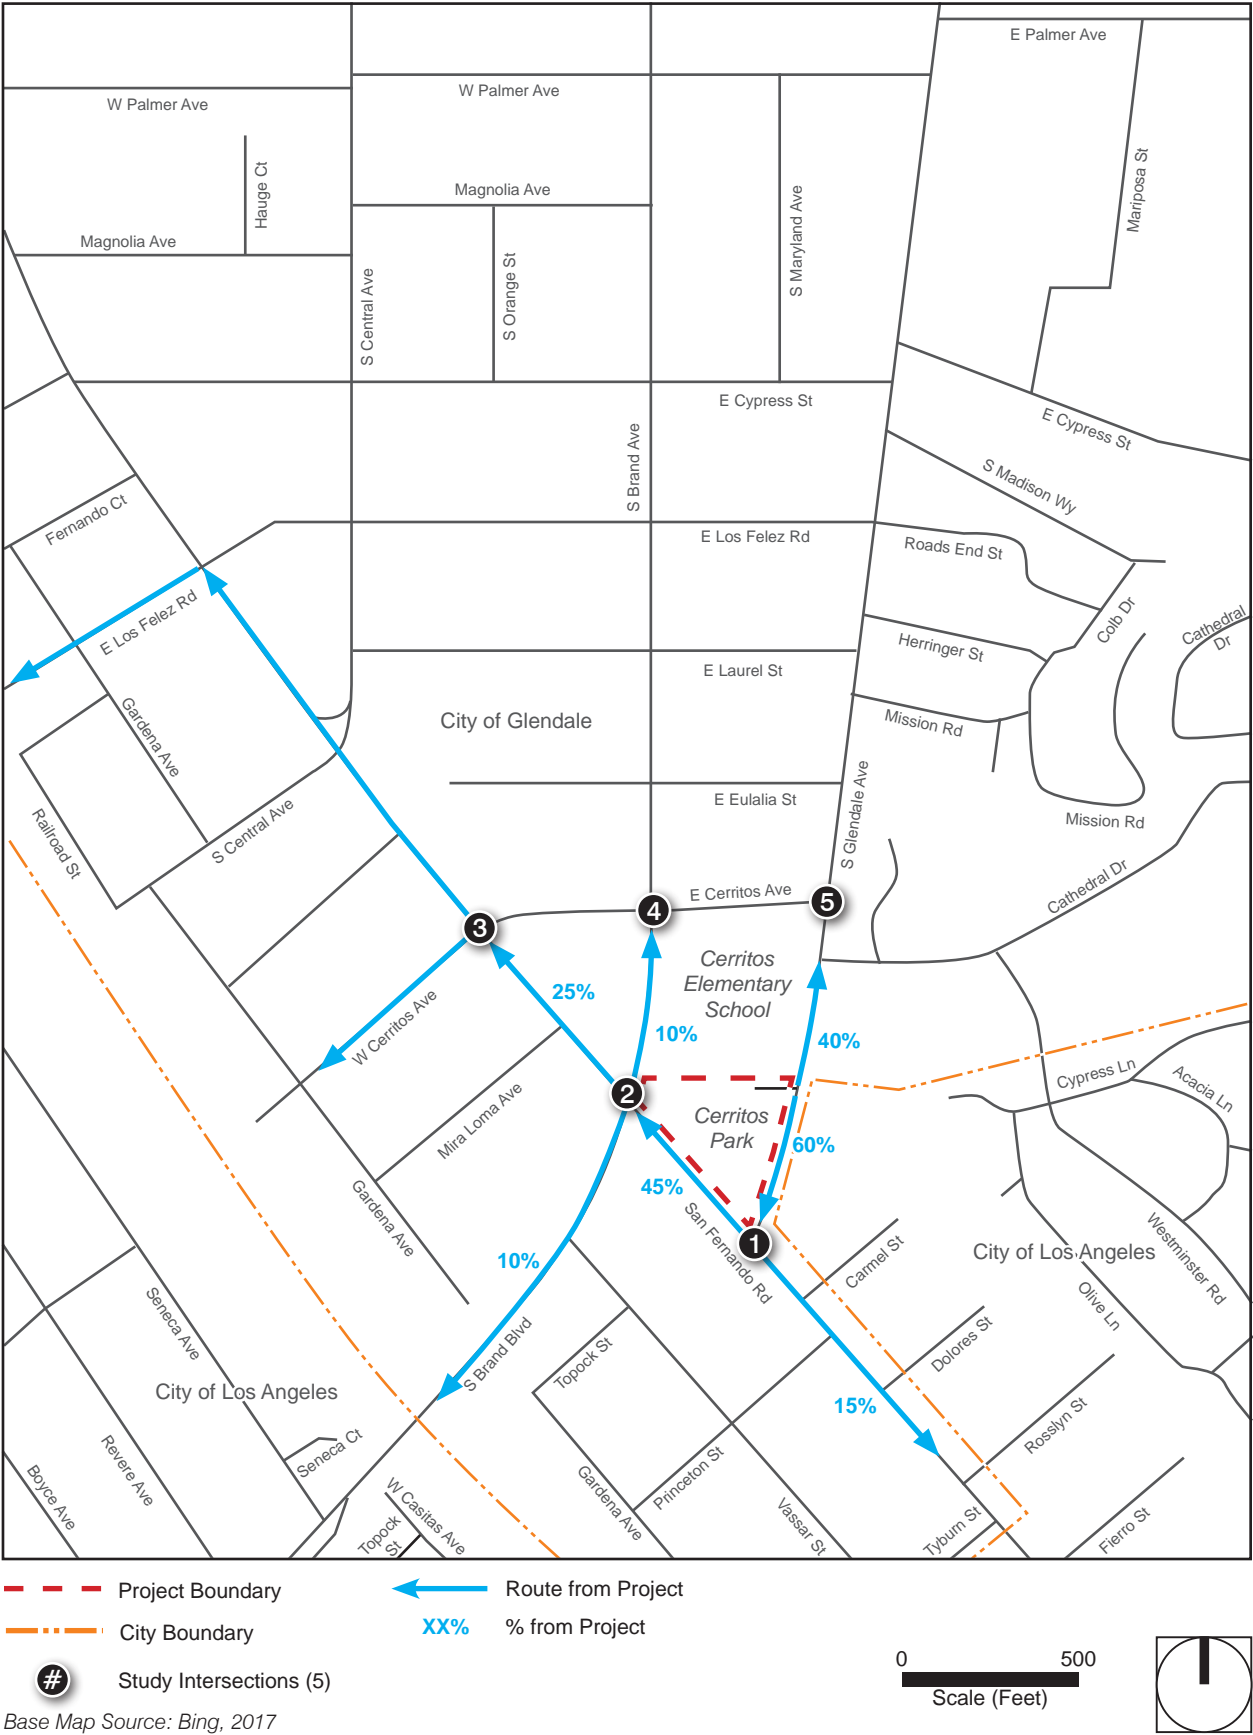 E Palmer Ave
W Palmer Ave
W Palmer Ave
Hauge Ct
Magnolia Ave
S Maryland Ave
Mariposa St
Magnolia Ave
S Central Ave
S Orange St
E Cypress St
E Cypress St
S Brand Ave
S Madison Wy
Fernando Ct
E Los Felez Rd
Roads End St
E Los Felez Rd
Colb Dr
Cathedral
Dr
Herringer St
E Laurel St
Gardena Ave
City of Glendale
Mission Rd
S Glendale Ave
E Eulalia St
Railroad St
S Central Ave
Mission Rd
Cathedral Dr
E Cerritos Ave
5
4
3
Cerritos
Elementary
School
25%
10%
40%
W Cerritos Ave
Cypress Ln
Acacia Ln
2
Mira Loma Ave
Cerritos
Park
60%
45%
Gardena Ave
San Fernando Rd
1
Carmel St
City of Los Angeles
Westminster Rd
10%
Olive Ln
Seneca Ave
S Brand Blvd
Topock St
Dolores St
City of Los Angeles
15%
Rosslyn St
Seneca Ct
Revere Ave
Boyce Ave
W Casitas Ave
Topock
St
Gardena Ave
Princeton St
Vassar St
Tyburn St
Fierro St
Project Boundary
Route from Project
City Boundary
XX%
% from Project
#
Study Intersections (5)
0
500
Scale (Feet)
Base Map Source: Bing, 2017